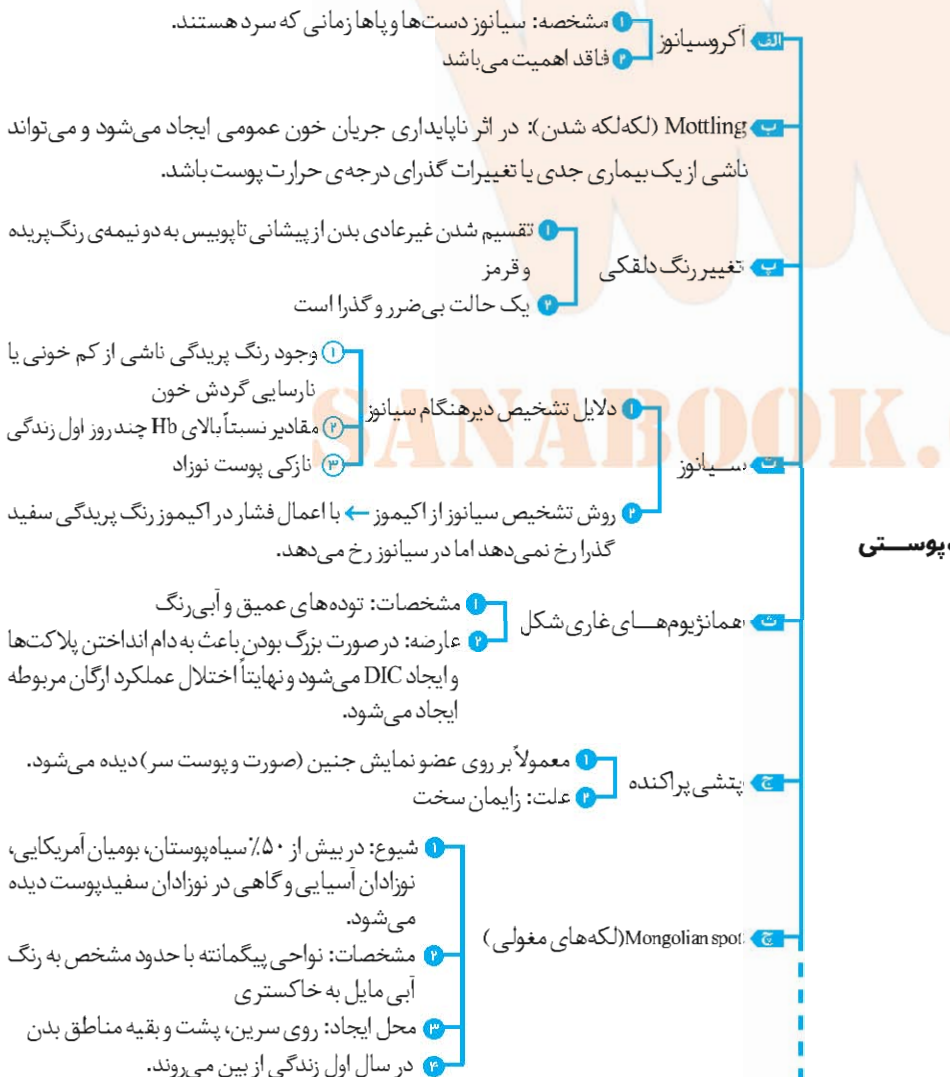 الف آکروسیانوز
۱ مشخصه: سیانوز دست‌ها و پاها زمانی که سرد هستند.
۲ فاقد اهمیت می‌باشد
ب Mottling (لکه‌لکه شدن): در اثر ناپایداری جریان خون عمومی ایجاد می‌شود و می‌تواند
ناشی از یک بیماری جدی یا تغییرات گذرای درجه‌ی حرارت پوست باشد.
پ تغییر رنگ دلقکی
۱ تقسیم شدن غیرعادی بدن از پیشانی تا پوبیس به دو نیمه‌ی رنگ‌پریده
و قرمز
۲ یک حالت بی‌ضرر و گذرا است
ت سیانوز
۱ دلایل تشخیص دیرهنگام سیانوز
۱ وجود رنگ پریدگی ناشی از کم خونی یا
نارسایی گردش خون
۲ مقادیر نسبتاً بالای Hb چند روز اول زندگی
۳ نازکی پوست نوزاد
۲ روش تشخیص سیانوز از اکیموز ← با اعمال فشار در اکیموز رنگ پریدگی سفید
گذرا رخ نمی‌دهد اما در سیانوز رخ می‌دهد.
پوستی
ث همانژیوم‌های غاری شکل
۱ مشخصات: توده‌های عمیق و آبی‌رنگ
۲ عارضه: در صورت بزرگ بودن باعث به دام انداختن پلاکت‌ها
و ایجاد DIC می‌شود و نهایتاً اختلال عملکرد ارگان مربوطه
ایجاد می‌شود.
ج پتشی پراکنده
۱ معمولاً بر روی عضو نمایش جنین (صورت و پوست سر) دیده می‌شود.
۲ علت: زایمان سخت
چ Mongolian spot (لکه‌های مغولی)
۱ شیوع: در بیش از ۵۰٪ سیاه‌پوستان، بومیان آمریکایی،
نوزادان آسیایی و گاهی در نوزادان سفیدپوست دیده
می‌شود.
۲ مشخصات: نواحی پیگمانته با حدود مشخص به رنگ
آبی مایل به خاکستری
۳ محل ایجاد: روی سرین، پشت و بقیه مناطق بدن
۴ در سال اول زندگی از بین می‌روند.
SANABOOK.